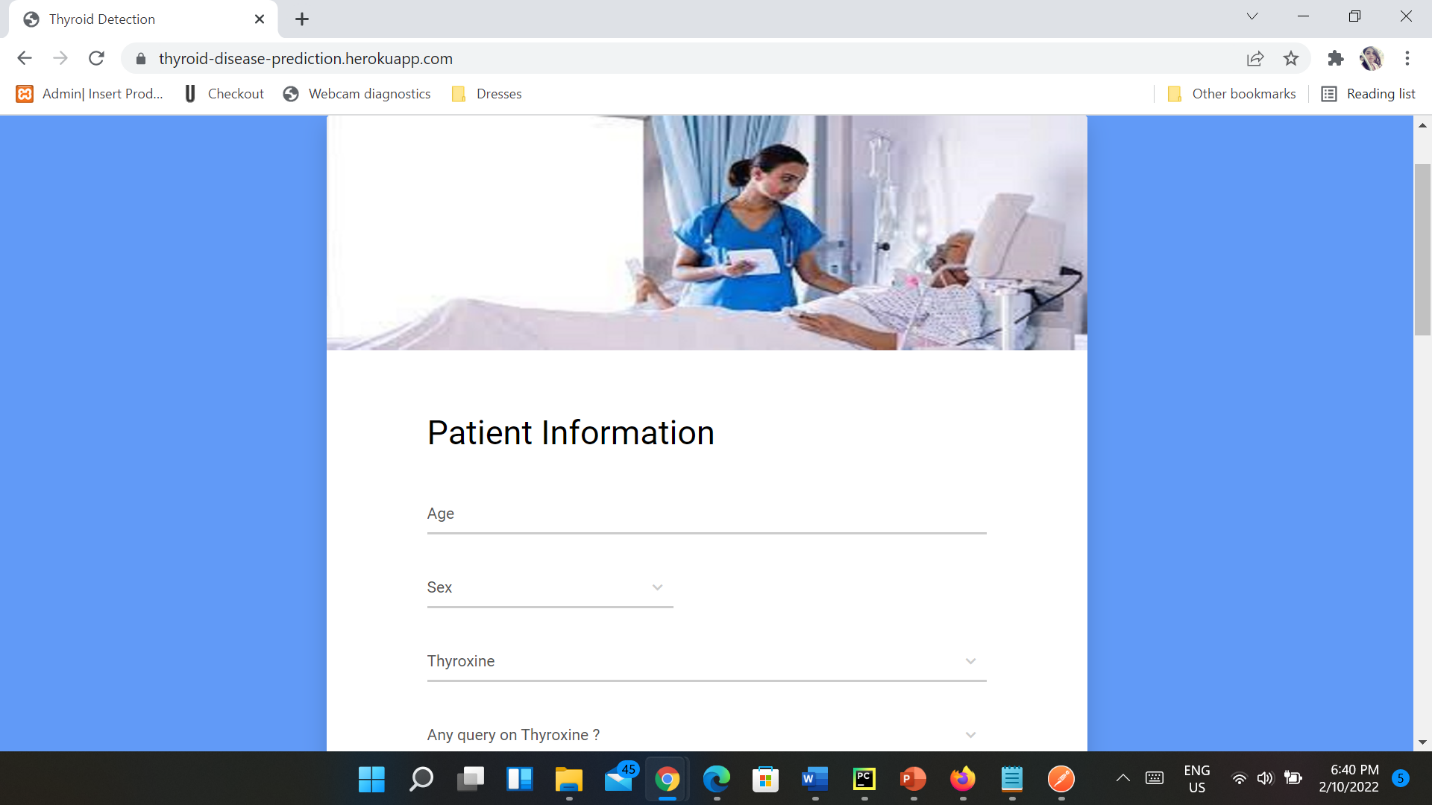 Thyroid Detection
thyroid-disease-prediction.herokuapp.com
Admin| Insert Prod... Checkout Webcam diagnostics Dresses Other bookmarks Reading list
Patient Information
Age
Sex
Thyroxine
Any query on Thyroxine ?
45
ENG
US
6:40 PM
2/10/2022
5